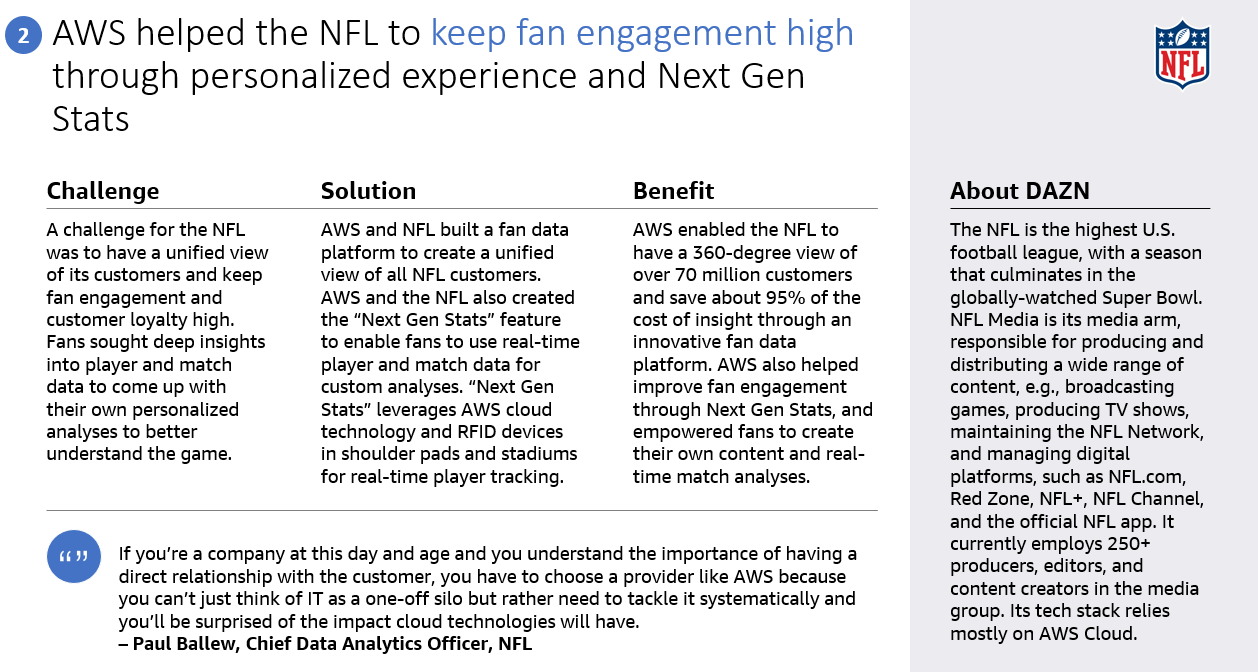 2
AWS helped the NFL to keep fan engagement high
through personalized experience and Next Gen
Stats
NFL
Challenge
A challenge for the NFL
was to have a unified view
of its customers and keep
fan engagement and
customer loyalty high.
Fans sought deep insights
into player and match
data to come up with
their own personalized
analyses to better
understand the game.
Solution
AWS and NFL built a fan data
platform to create a unified
view of all NFL customers.
AWS and the NFL also created
the “Next Gen Stats” feature
to enable fans to use real-time
player and match data for
custom analyses. “Next Gen
Stats” leverages AWS cloud
technology and RFID devices
in shoulder pads and stadiums
for real-time player tracking.
Benefit
AWS enabled the NFL to
have a 360-degree view of
over 70 million customers
and save about 95% of the
cost of insight through an
innovative fan data
platform. AWS also helped
improve fan engagement
through Next Gen Stats, and
empowered fans to create
their own content and real-
time match analyses.
“”
If you’re a company at this day and age and you understand the importance of having a
direct relationship with the customer, you have to choose a provider like AWS because
you can’t just think of IT as a one-off silo but rather need to tackle it systematically and
you’ll be surprised of the impact cloud technologies will have.
– Paul Ballew, Chief Data Analytics Officer, NFL
About DAZN
The NFL is the highest U.S.
football league, with a season
that culminates in the
globally-watched Super Bowl.
NFL Media is its media arm,
responsible for producing and
distributing a wide range of
content, e.g., broadcasting
games, producing TV shows,
maintaining the NFL Network,
and managing digital
platforms, such as NFL.com,
Red Zone, NFL+, NFL Channel,
and the official NFL app. It
currently employs 250+
producers, editors, and
content creators in the media
group. Its tech stack relies
mostly on AWS Cloud.